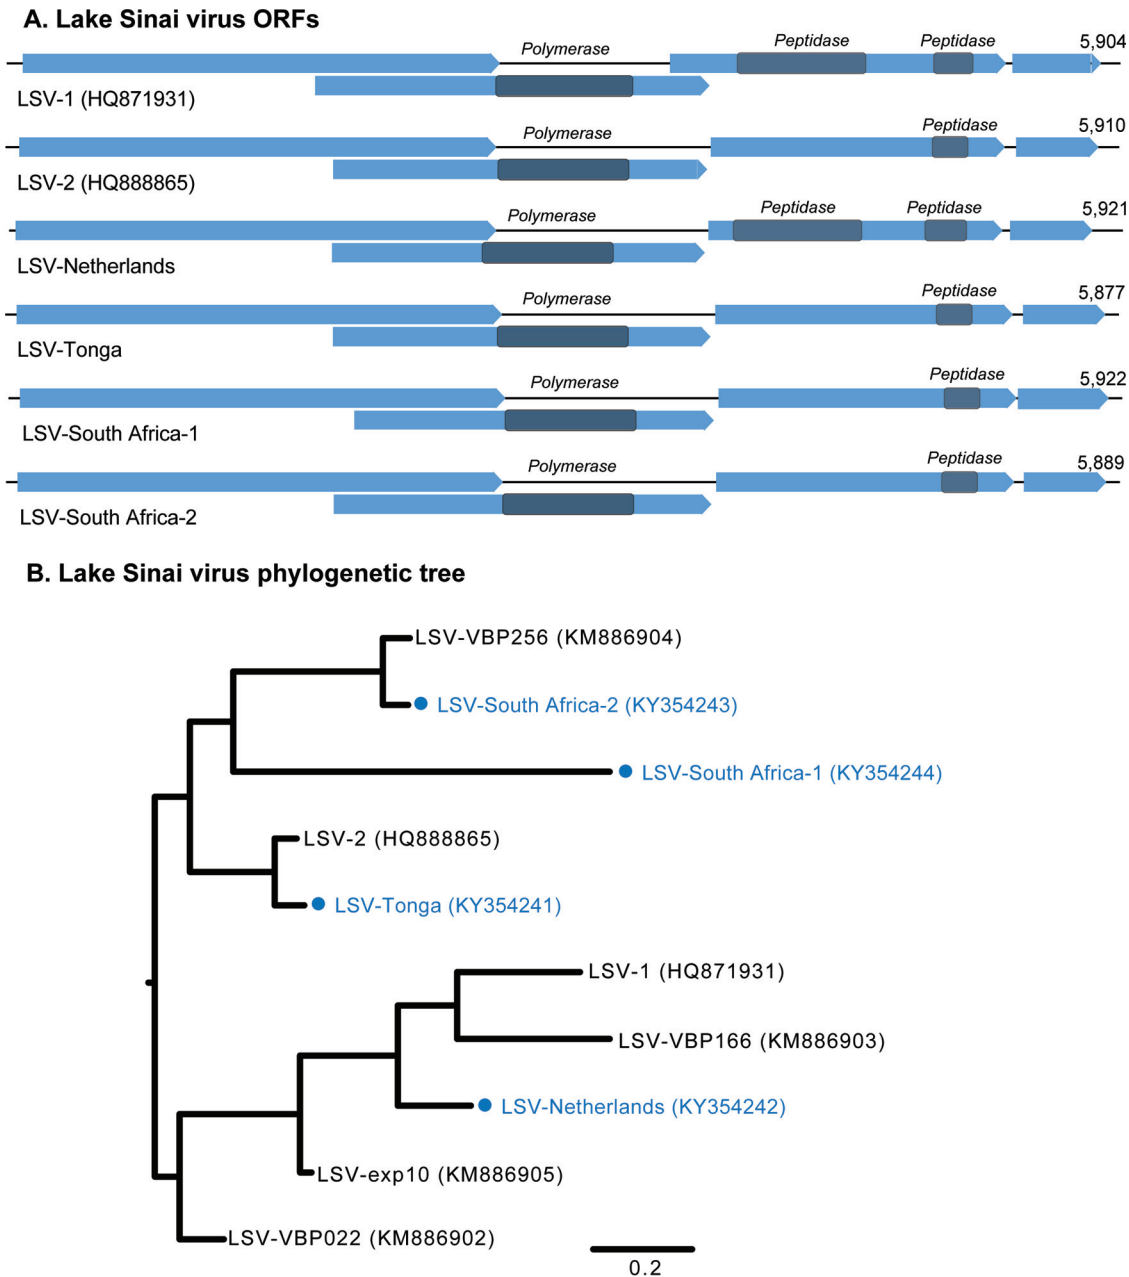 A. Lake Sinai virus ORFs
Polymerase Peptidase Peptidase 5,904
LSV-1 (HQ871931)
Polymerase Peptidase 5,910
LSV-2 (HQ888865)
Polymerase Peptidase Peptidase 5,921
LSV-Netherlands
Polymerase Peptidase 5,877
LSV-Tonga
Polymerase Peptidase 5,922
LSV-South Africa-1
Polymerase Peptidase 5,889
LSV-South Africa-2
B. Lake Sinai virus phylogenetic tree
LSV-VBP256 (KM886904)
LSV-South Africa-2 (KY354243)
LSV-South Africa-1 (KY354244)
LSV-2 (HQ888865)
LSV-Tonga (KY354241)
LSV-1 (HQ871931)
LSV-VBP166 (KM886903)
LSV-Netherlands (KY354242)
LSV-exp10 (KM886905)
LSV-VBP022 (KM886902)
0.2